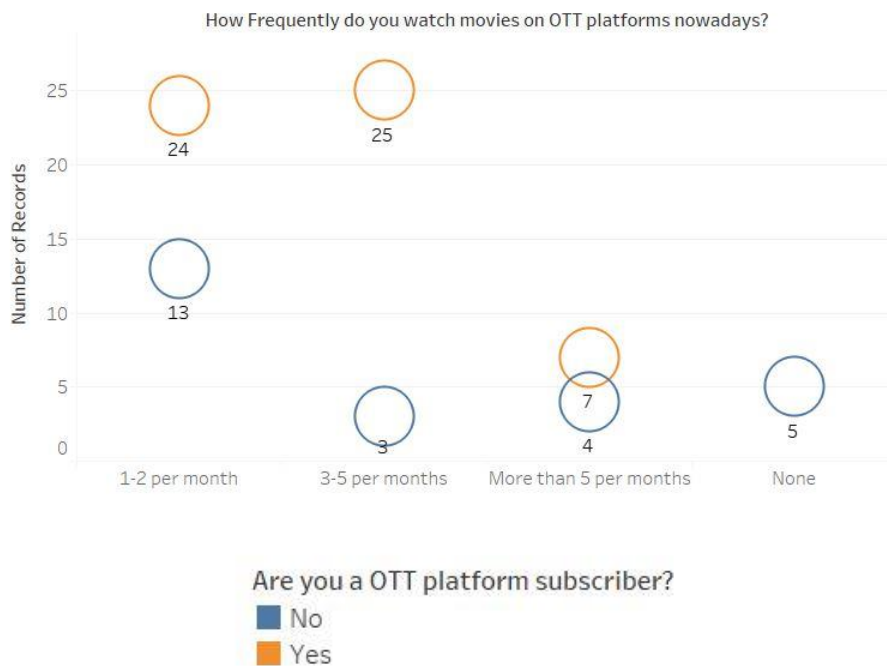 How Frequently do you watch movies on OTT platforms nowadays?
Number of Records
25
20
15
10
5
0
24
25
13
3
7
4
5
1-2 per month
3-5 per months
More than 5 per months
None
Are you a OTT platform subscriber?
No
Yes